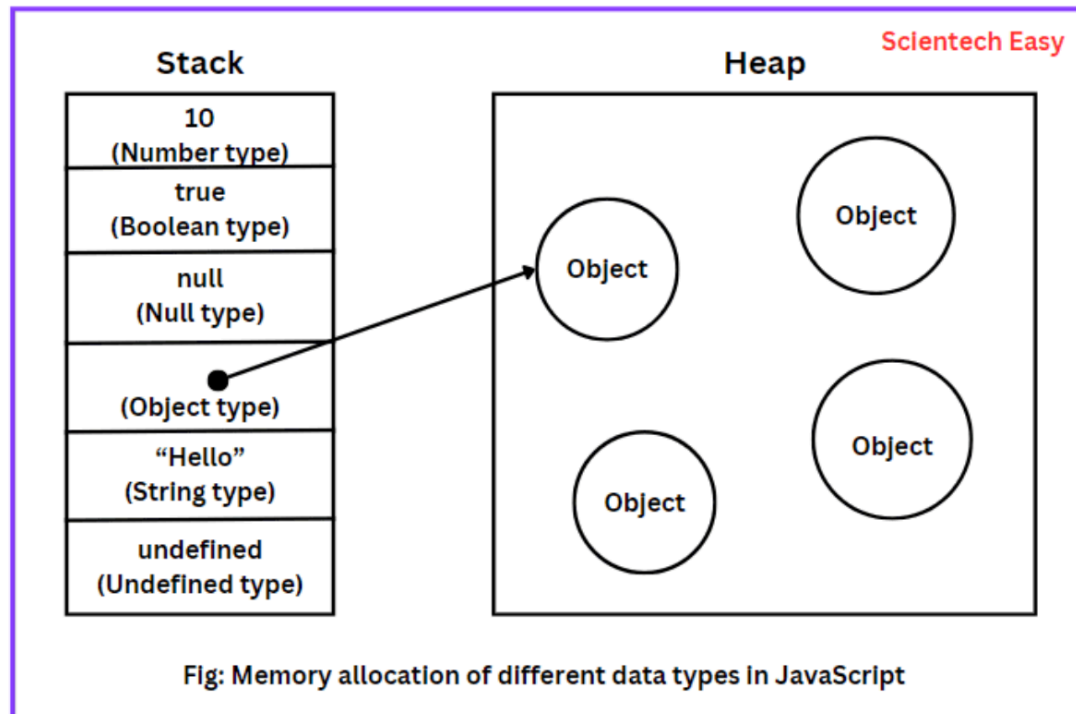 Scientech Easy
Stack
Heap
10
(Number type)
true
(Boolean type)
null
(Null type)
(Object type)
“Hello”
(String type)
undefined
(Undefined type)
Object
Object
Object
Object
Fig: Memory allocation of different data types in JavaScript